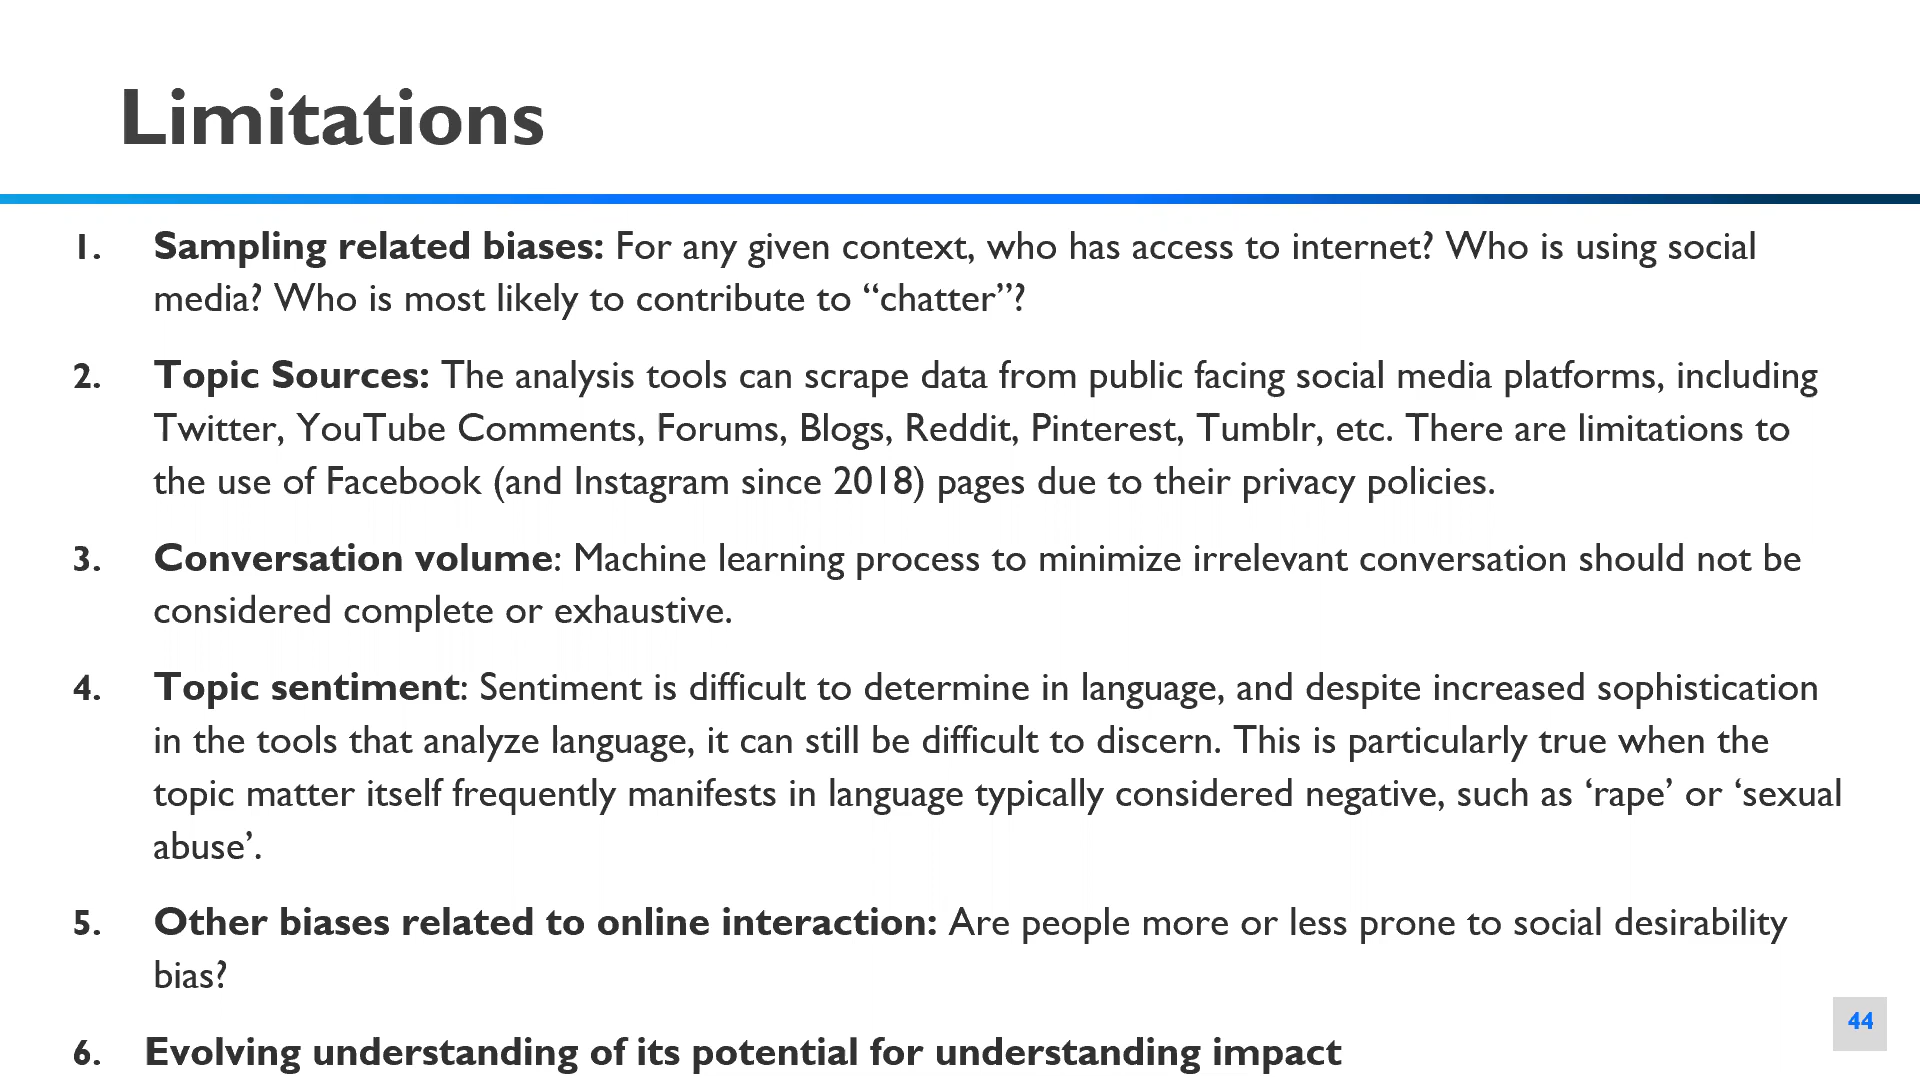 Limitations
1. Sampling related biases: For any given context, who has access to internet? Who is using social
media? Who is most likely to contribute to “chatter”?
2. Topic Sources: The analysis tools can scrape data from public facing social media platforms, including
Twitter, YouTube Comments, Forums, Blogs, Reddit, Pinterest, Tumblr, etc. There are limitations to
the use of Facebook (and Instagram since 2018) pages due to their privacy policies.
3. Conversation volume: Machine learning process to minimize irrelevant conversation should not be
considered complete or exhaustive.
4. Topic sentiment: Sentiment is difficult to determine in language, and despite increased sophistication
in the tools that analyze language, it can still be difficult to discern. This is particularly true when the
topic matter itself frequently manifests in language typically considered negative, such as ‘rape’ or ‘sexual
abuse’.
5. Other biases related to online interaction: Are people more or less prone to social desirability
bias?
6. Evolving understanding of its potential for understanding impact
44